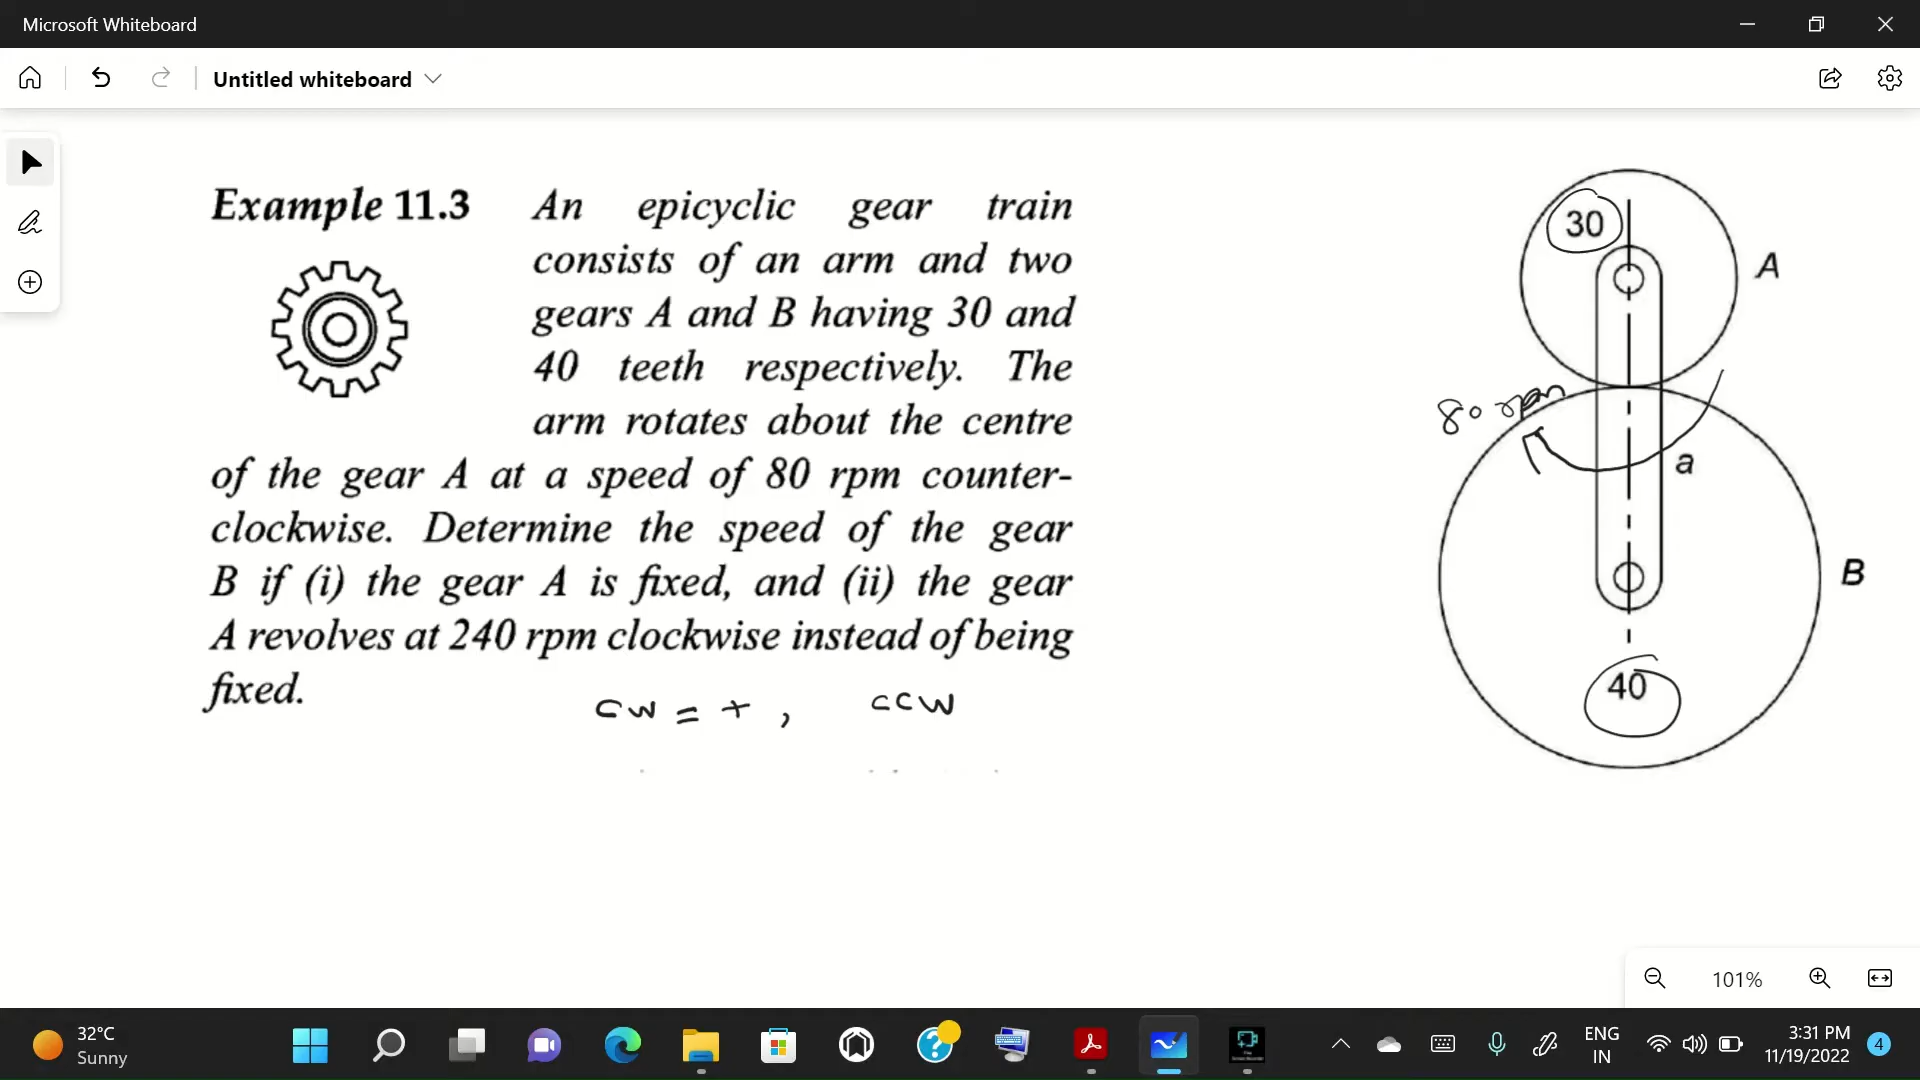 Microsoft Whiteboard
Untitled whiteboard
Example 11.3 An epicyclic gear train
consists of an arm and two
gears A and B having 30 and
40 teeth respectively. The
arm rotates about the centre
of the gear A at a speed of 80 rpm counter-
clockwise. Determine the speed of the gear
B if (i) the gear A is fixed, and (ii) the gear
A revolves at 240 rpm clockwise instead of being
fixed.
cw = + , ccw
30
A
80 rpm
a
B
40
101%
32°C
Sunny
ENG
IN
3:31 PM
11/19/2022
4